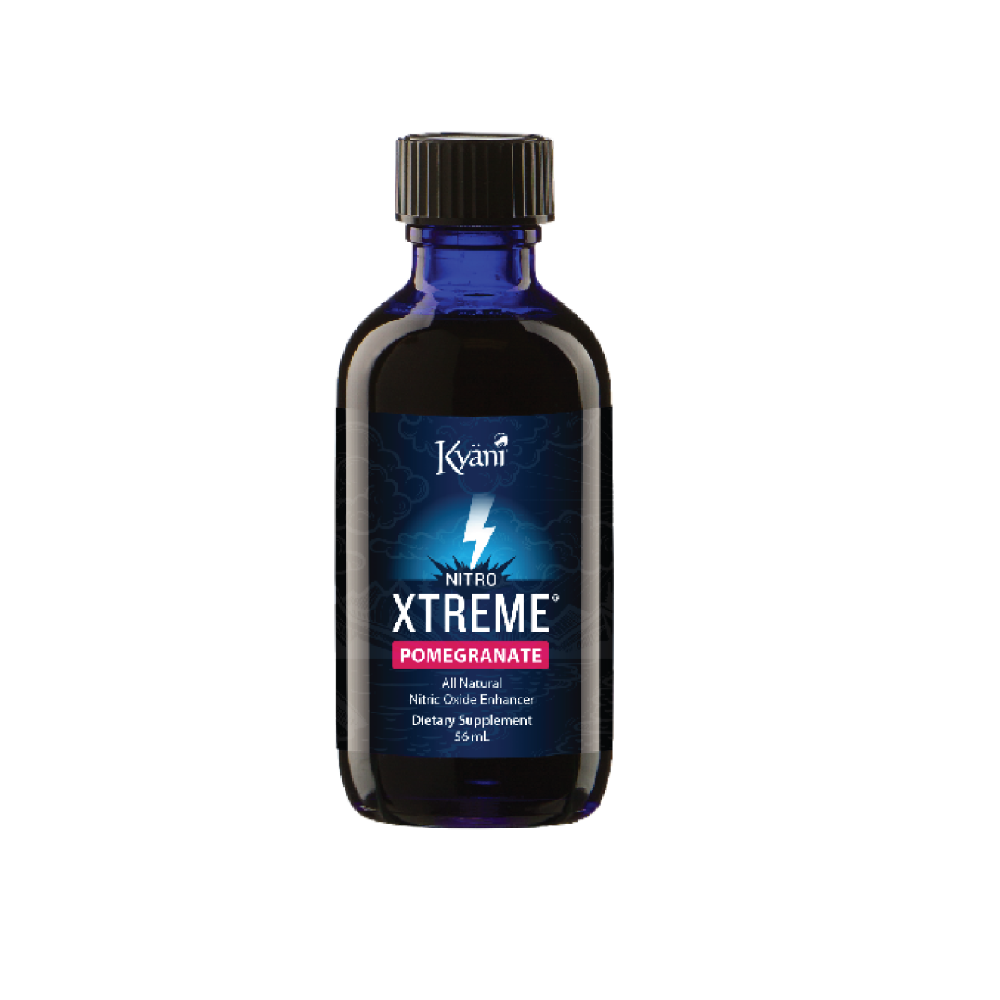 Kyäni
NITRO
XTREME®
POMEGRANATE
All Natural
Nitric Oxide Enhancer
Dietary Supplement
56 mL